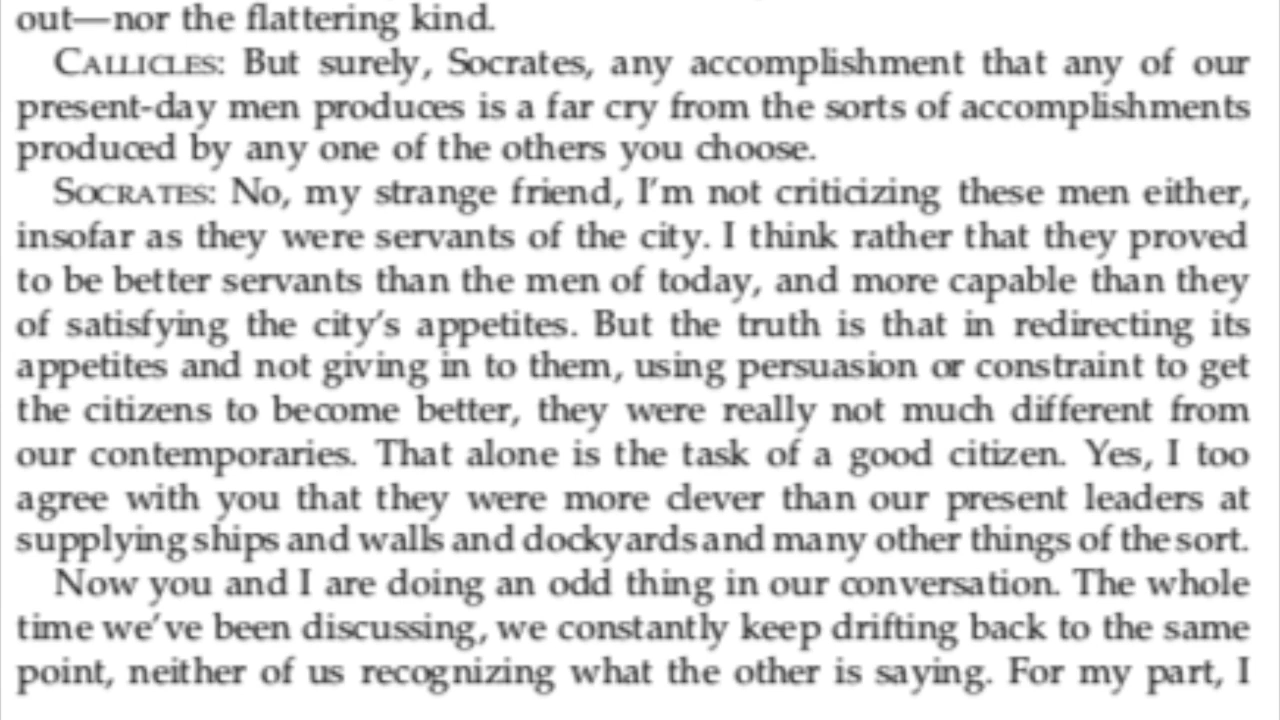 out—nor the flattering kind.
CALLICLES: But surely, Socrates, any accomplishment that any of our
present-day men produces is a far cry from the sorts of accomplishments
produced by any one of the others you choose.
SOCRATES: No, my strange friend, I'm not criticizing these men either,
insofar as they were servants of the city. I think rather that they proved
to be better servants than the men of today, and more capable than they
of satisfying the city's appetites. But the truth is that in redirecting its
appetites and not giving in to them, using persuasion or constraint to get
the citizens to become better, they were really not much different from
our contemporaries. That alone is the task of a good citizen. Yes, I too
agree with you that they were more clever than our present leaders at
supplying ships and walls and dockyards and many other things of the sort.
Now you and I are doing an odd thing in our conversation. The whole
time we've been discussing, we constantly keep drifting back to the same
point, neither of us recognizing what the other is saying. For my part, I